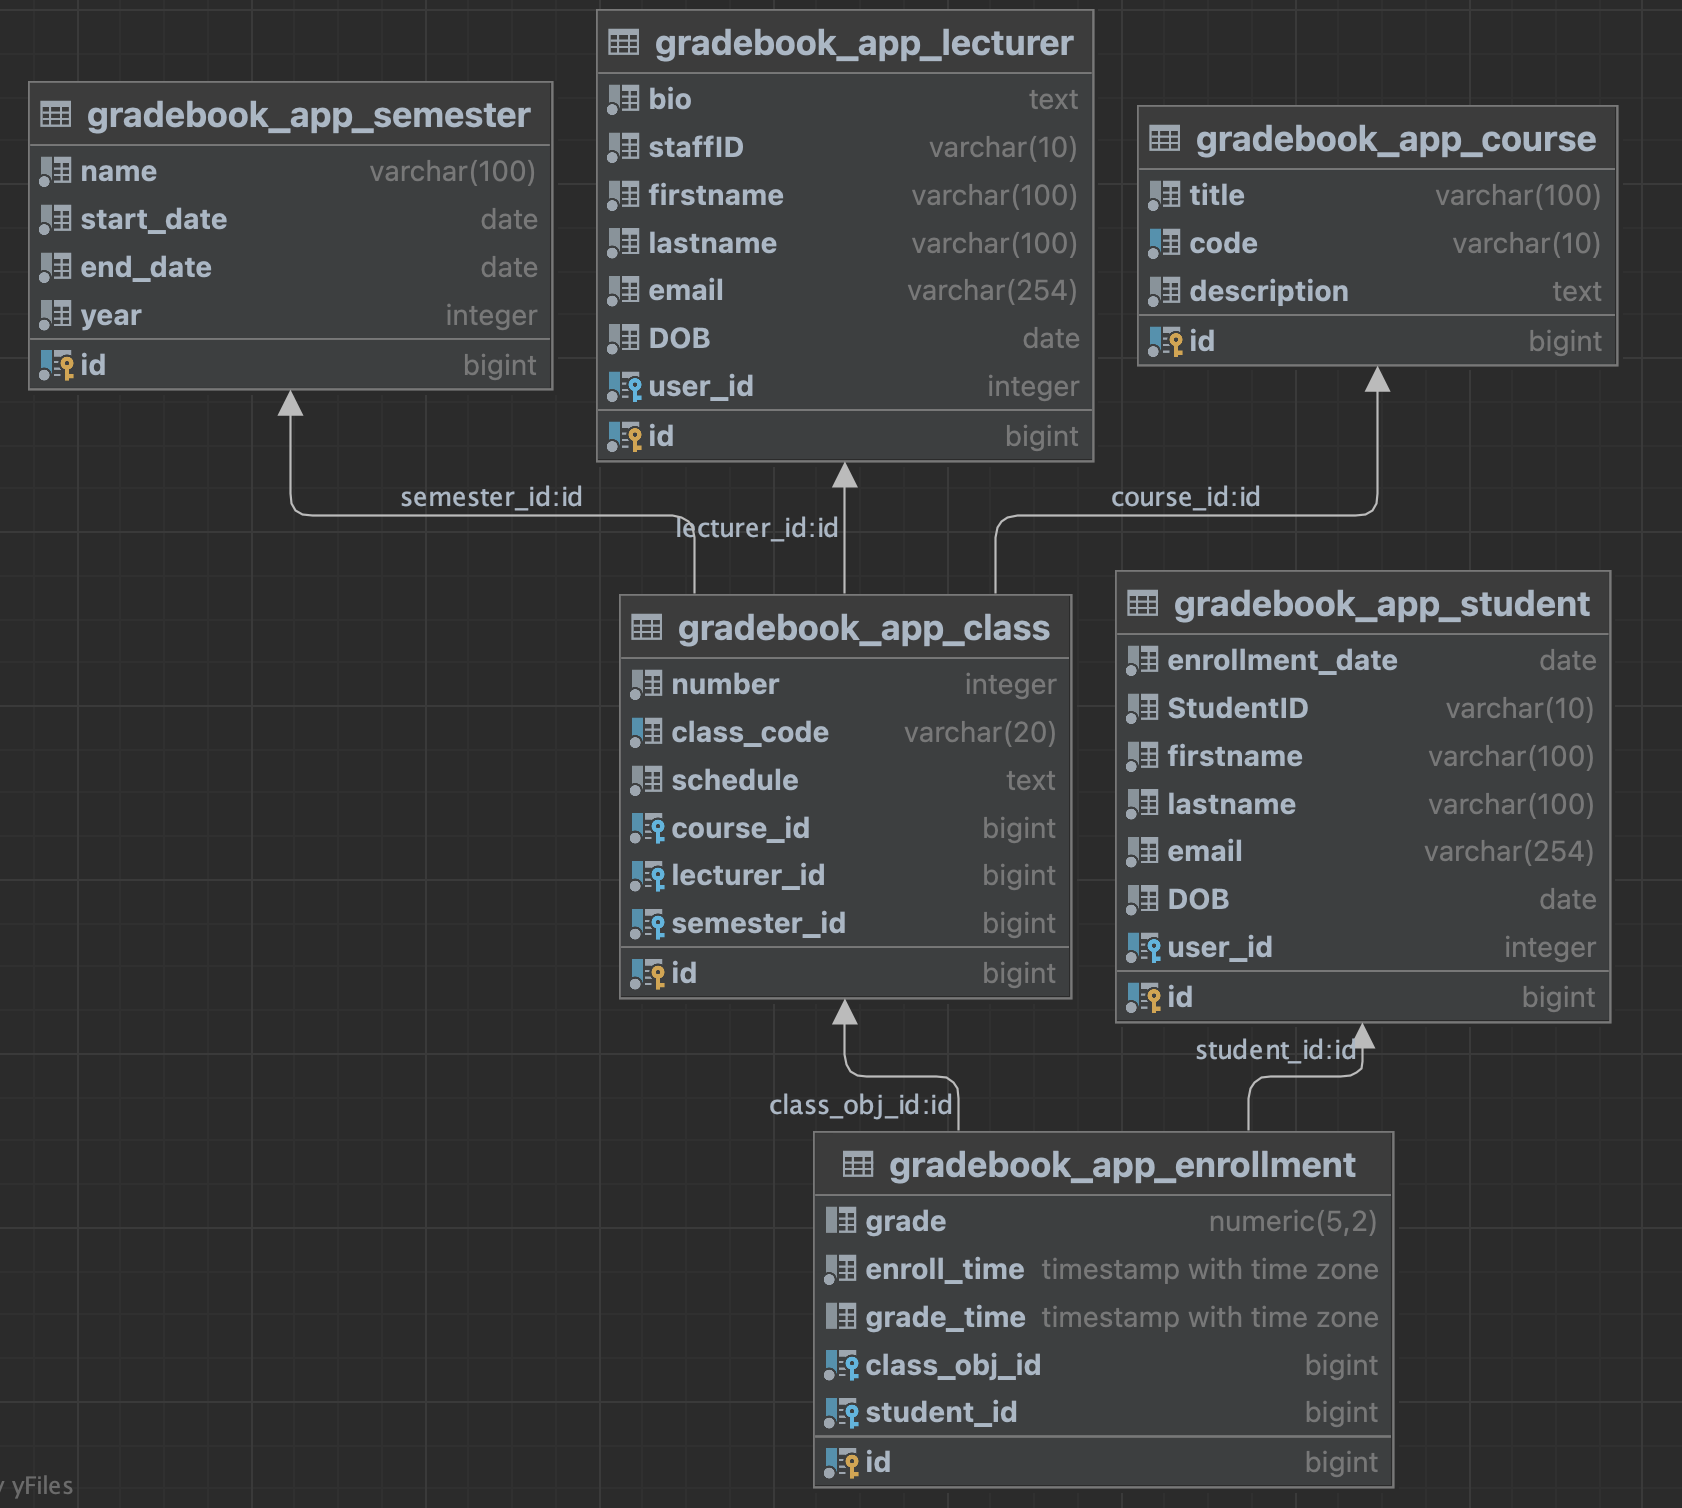 gradebook_app_semester
name varchar(100)
start_date date
end_date date
year integer
id bigint
gradebook_app_lecturer
bio text
staffID varchar(10)
firstname varchar(100)
lastname varchar(100)
email varchar(254)
DOB date
user_id integer
id bigint
gradebook_app_course
title varchar(100)
code varchar(10)
description text
id bigint
semester_id:id
lecturer_id:id
course_id:id
gradebook_app_class
number integer
class_code varchar(20)
schedule text
course_id bigint
lecturer_id bigint
semester_id bigint
id bigint
gradebook_app_student
enrollment_date date
StudentID varchar(10)
firstname varchar(100)
lastname varchar(100)
email varchar(254)
DOB date
user_id integer
id bigint
class_obj_id:id
student_id:id
gradebook_app_enrollment
grade numeric(5,2)
enroll_time timestamp with time zone
grade_time timestamp with time zone
class_obj_id bigint
student_id bigint
id bigint
yFiles